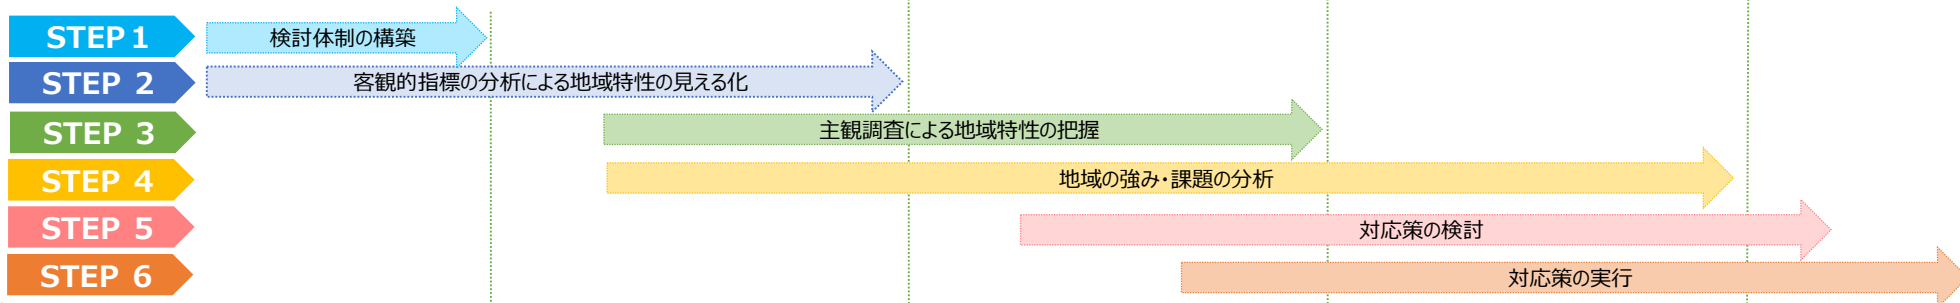 STEP 1 検討体制の構築
STEP 2 客観的指標の分析による地域特性の見える化
STEP 3 主観調査による地域特性の把握
STEP 4 地域の強み・課題の分析
STEP 5 対応策の検討
STEP 6 対応策の実行